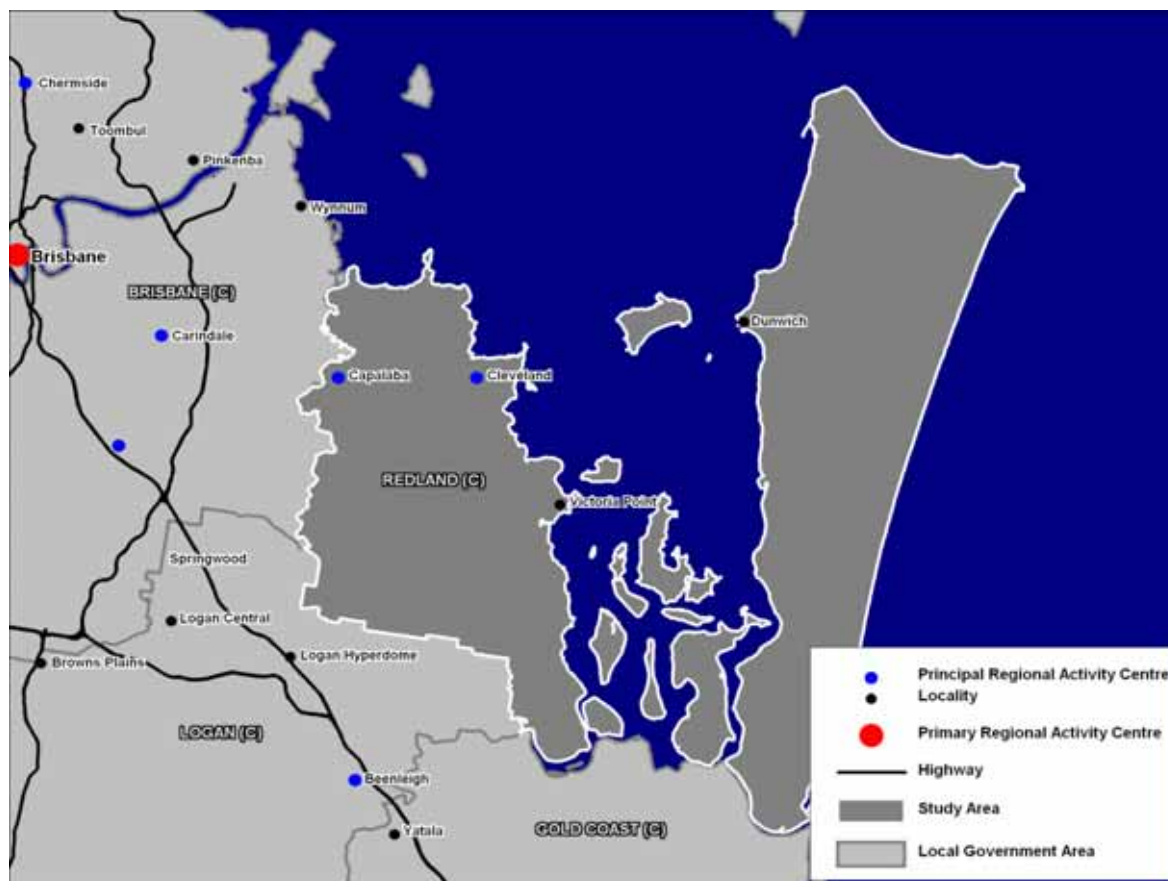 Chermside
Toombul
Pinkenba
Wynnum
Brisbane
BRISBANE (C)
Carindale
Dunwich
Capalaba
Cleveland
REDLAND (C)
Victoria Point
Springwood
Logan Central
Logan Hyperdome
Browns Plains
LOGAN (C)
Beenleigh
Yatala
GOLD COAST (C)
Principal Regional Activity Centre
Locality
Primary Regional Activity Centre
Highway
Study Area
Local Government Area